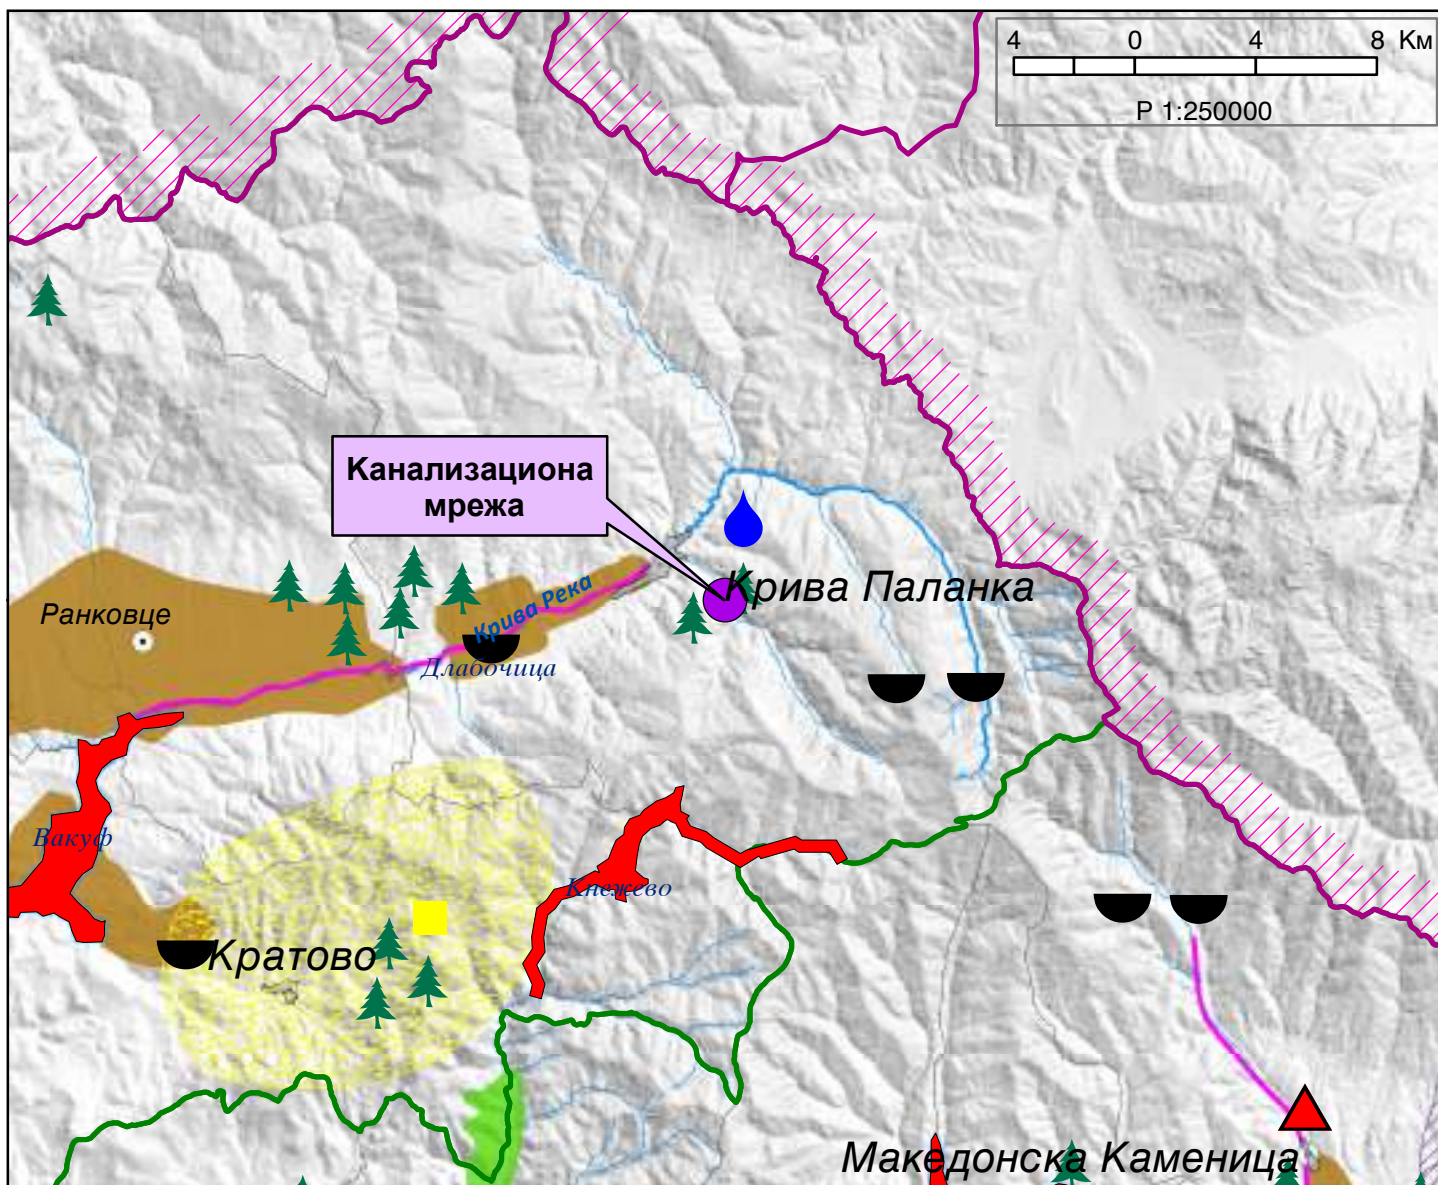 4 0 4 8 Км
Р 1:250000
Канализациона
мрежа
Крива Паланка
Крива Река
Ранковце
Длабочица
Вакуф
Кнежево
Кратово
Македонска Каменица